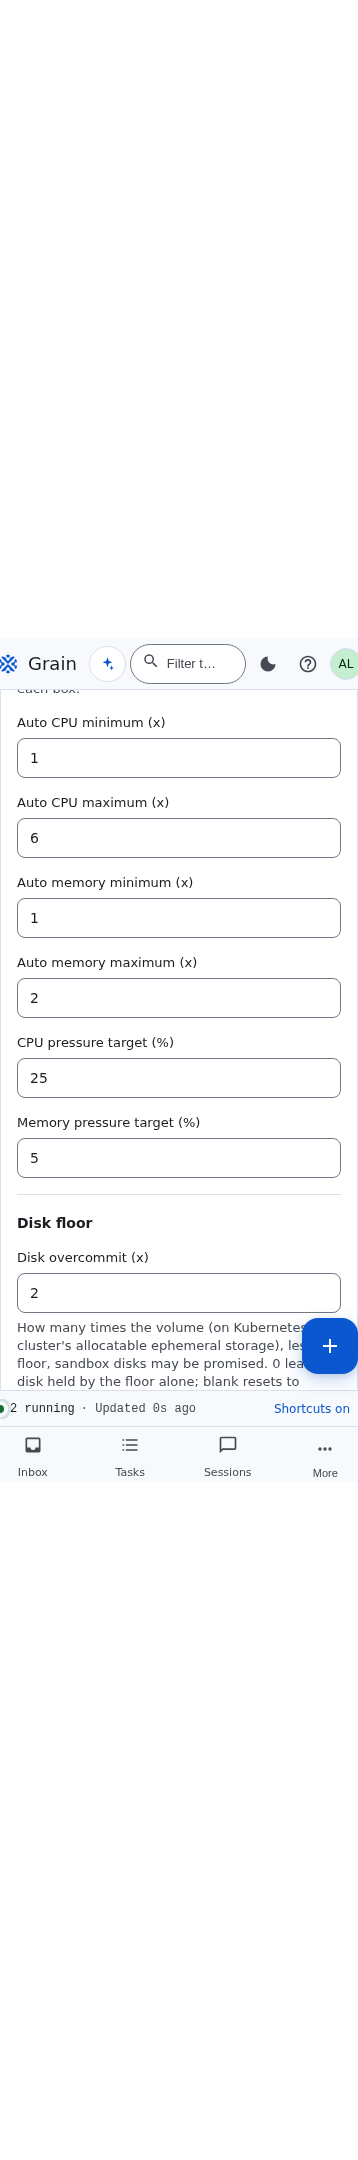 Grain
Filter t…
AL
each box.
Auto CPU minimum (x)
1
Auto CPU maximum (x)
6
Auto memory minimum (x)
1
Auto memory maximum (x)
2
CPU pressure target (%)
25
Memory pressure target (%)
5
Disk floor
Disk overcommit (x)
2
How many times the volume (on Kubernetes
cluster's allocatable ephemeral storage),
floor, sandbox disks may be promised. 0
disk held by the floor alone; blank resets to
2 running · Updated 0s ago
Shortcuts on
Inbox
Tasks
Sessions
More